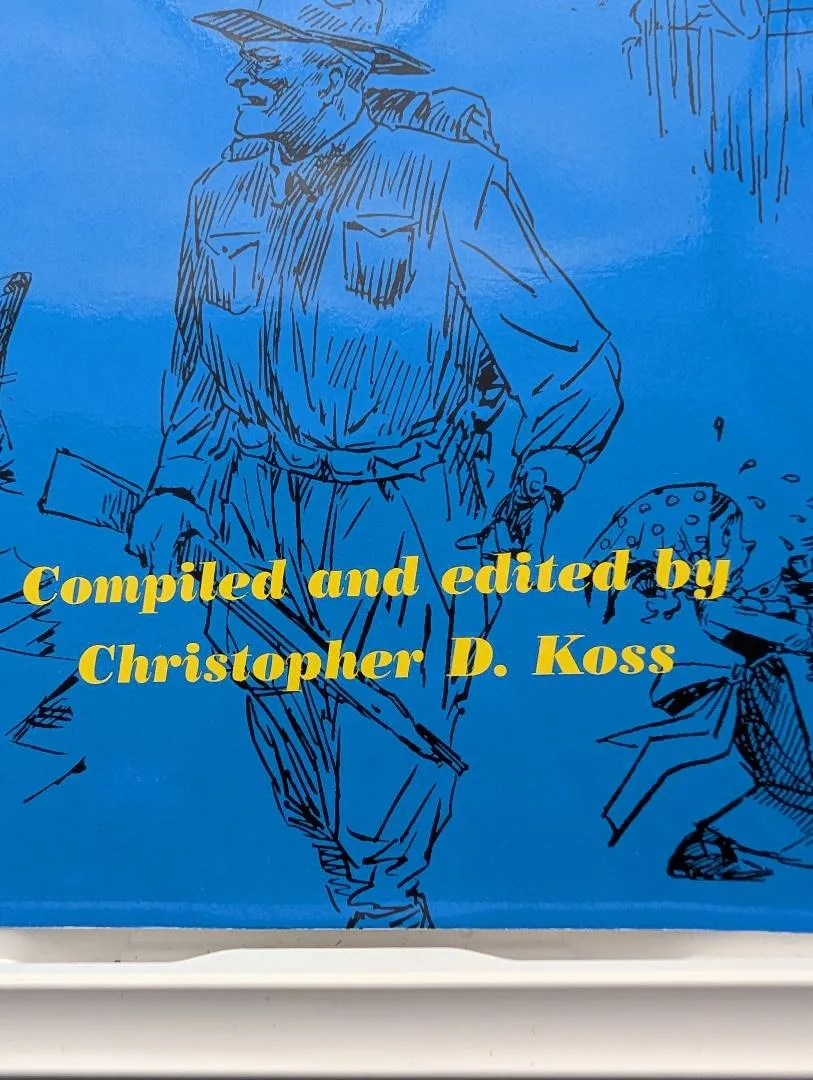 Compiled and edited by
Christopher D. Koss